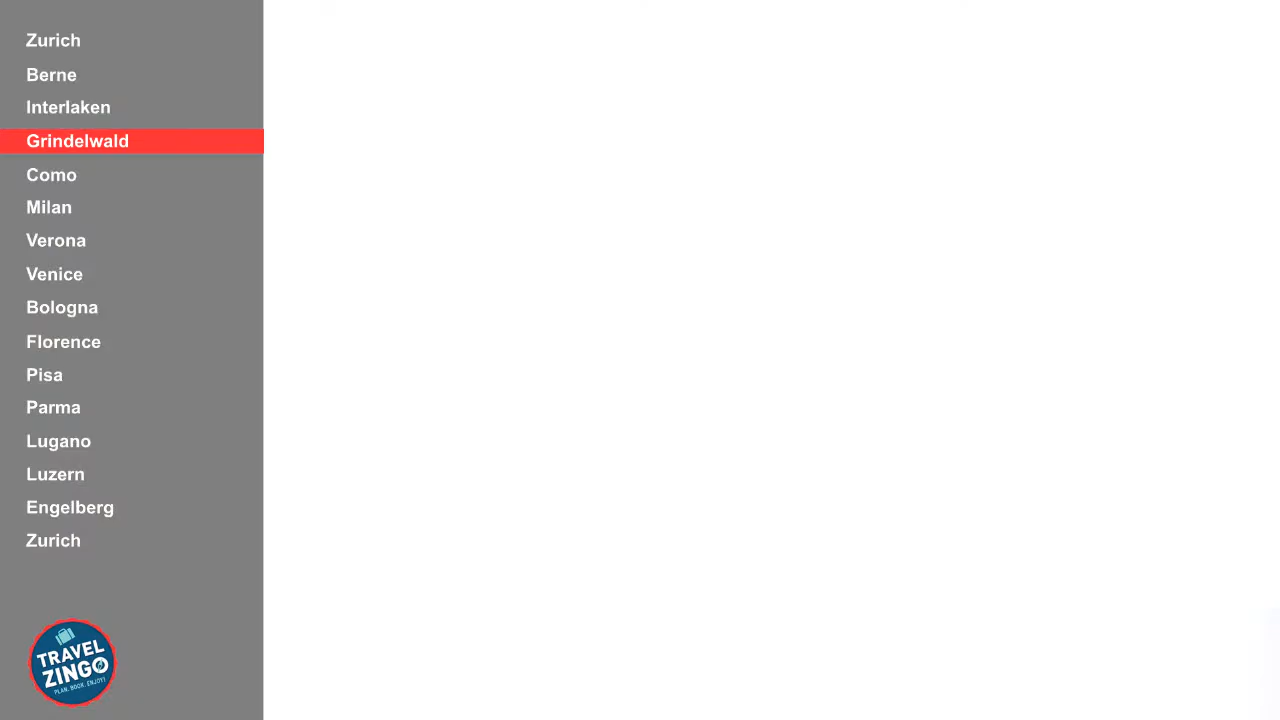 Zurich
Berne
Interlaken
Grindelwald
Como
Milan
Verona
Venice
Bologna
Florence
Pisa
Parma
Lugano
Luzern
Engelberg
Zurich
TRAVEL
ZINGO
PLAN. BOOK. ENJOY!